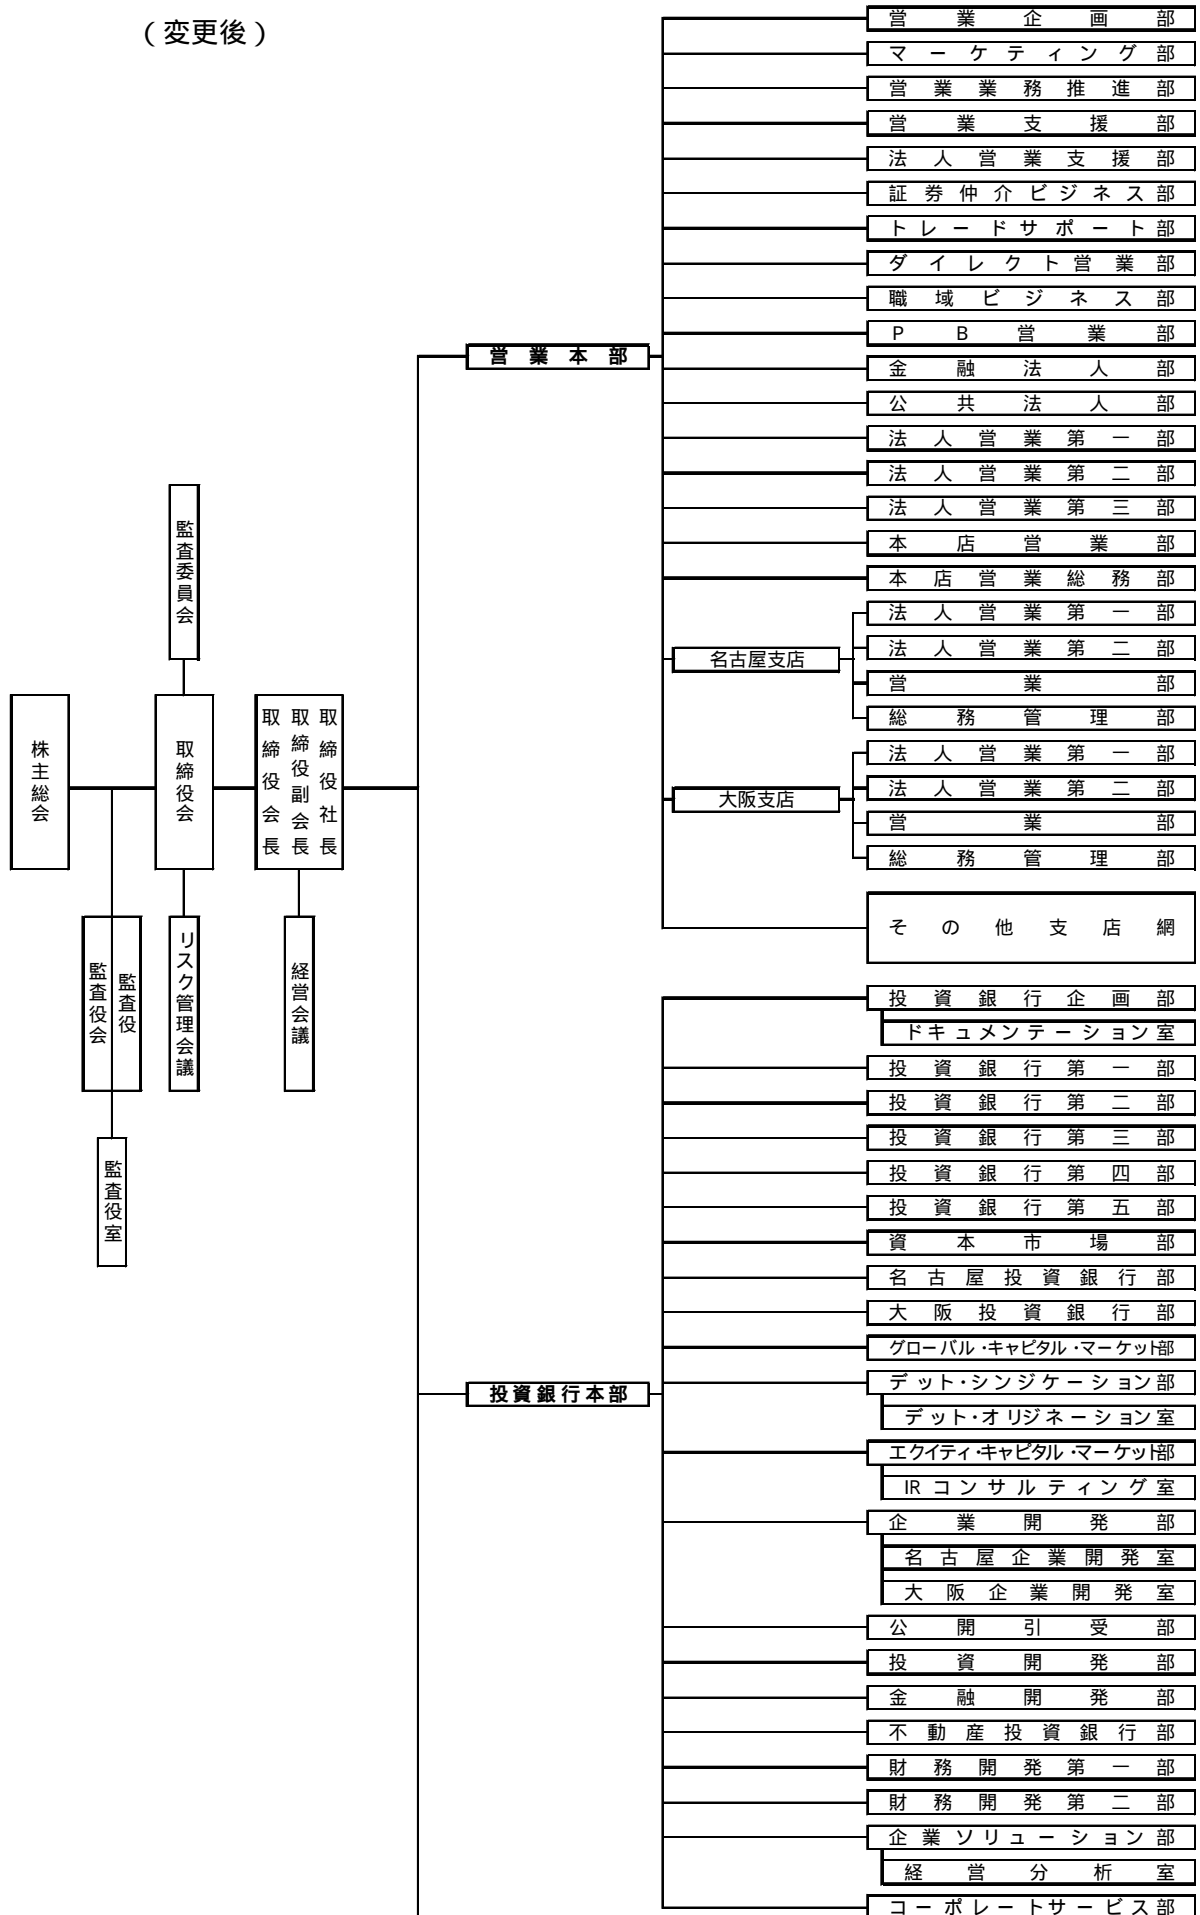 (変更後)
株主総会
監査委員会
取締役会
取締役会長
取締役副会長
取締役社長
監査役会
監査役
リスク管理会議
経営会議
監査役室
営業本部
営業企画部
マーケティング部
営業業務推進部
営業支援部
法人営業支援部
証券仲介ビジネス部
トレードサポート部
ダイレクト営業部
職域ビジネス部
PB営業部
金融法人部
公共法人部
法人営業第一部
法人営業第二部
法人営業第三部
本店営業部
本店営業総務部
名古屋支店
法人営業第一部
法人営業第二部
営業部
総務管理部
大阪支店
法人営業第一部
法人営業第二部
営業部
総務管理部
その他支店網
投資銀行本部
投資銀行企画部
ドキュメンテーション室
投資銀行第一部
投資銀行第二部
投資銀行第三部
投資銀行第四部
投資銀行第五部
資本市場部
名古屋投資銀行部
大阪投資銀行部
グローバル・キャピタル・マーケット部
デット・シンジケーション部
デット・オリジネーション室
エクイティ・キャピタル・マーケット部
IRコンサルティング室
企業開発部
名古屋企業開発室
大阪企業開発室
公開引受部
投資開発部
金融開発部
不動産投資銀行部
財務開発第一部
財務開発第二部
企業ソリューション部
経営分析室
コーポレートサービス部